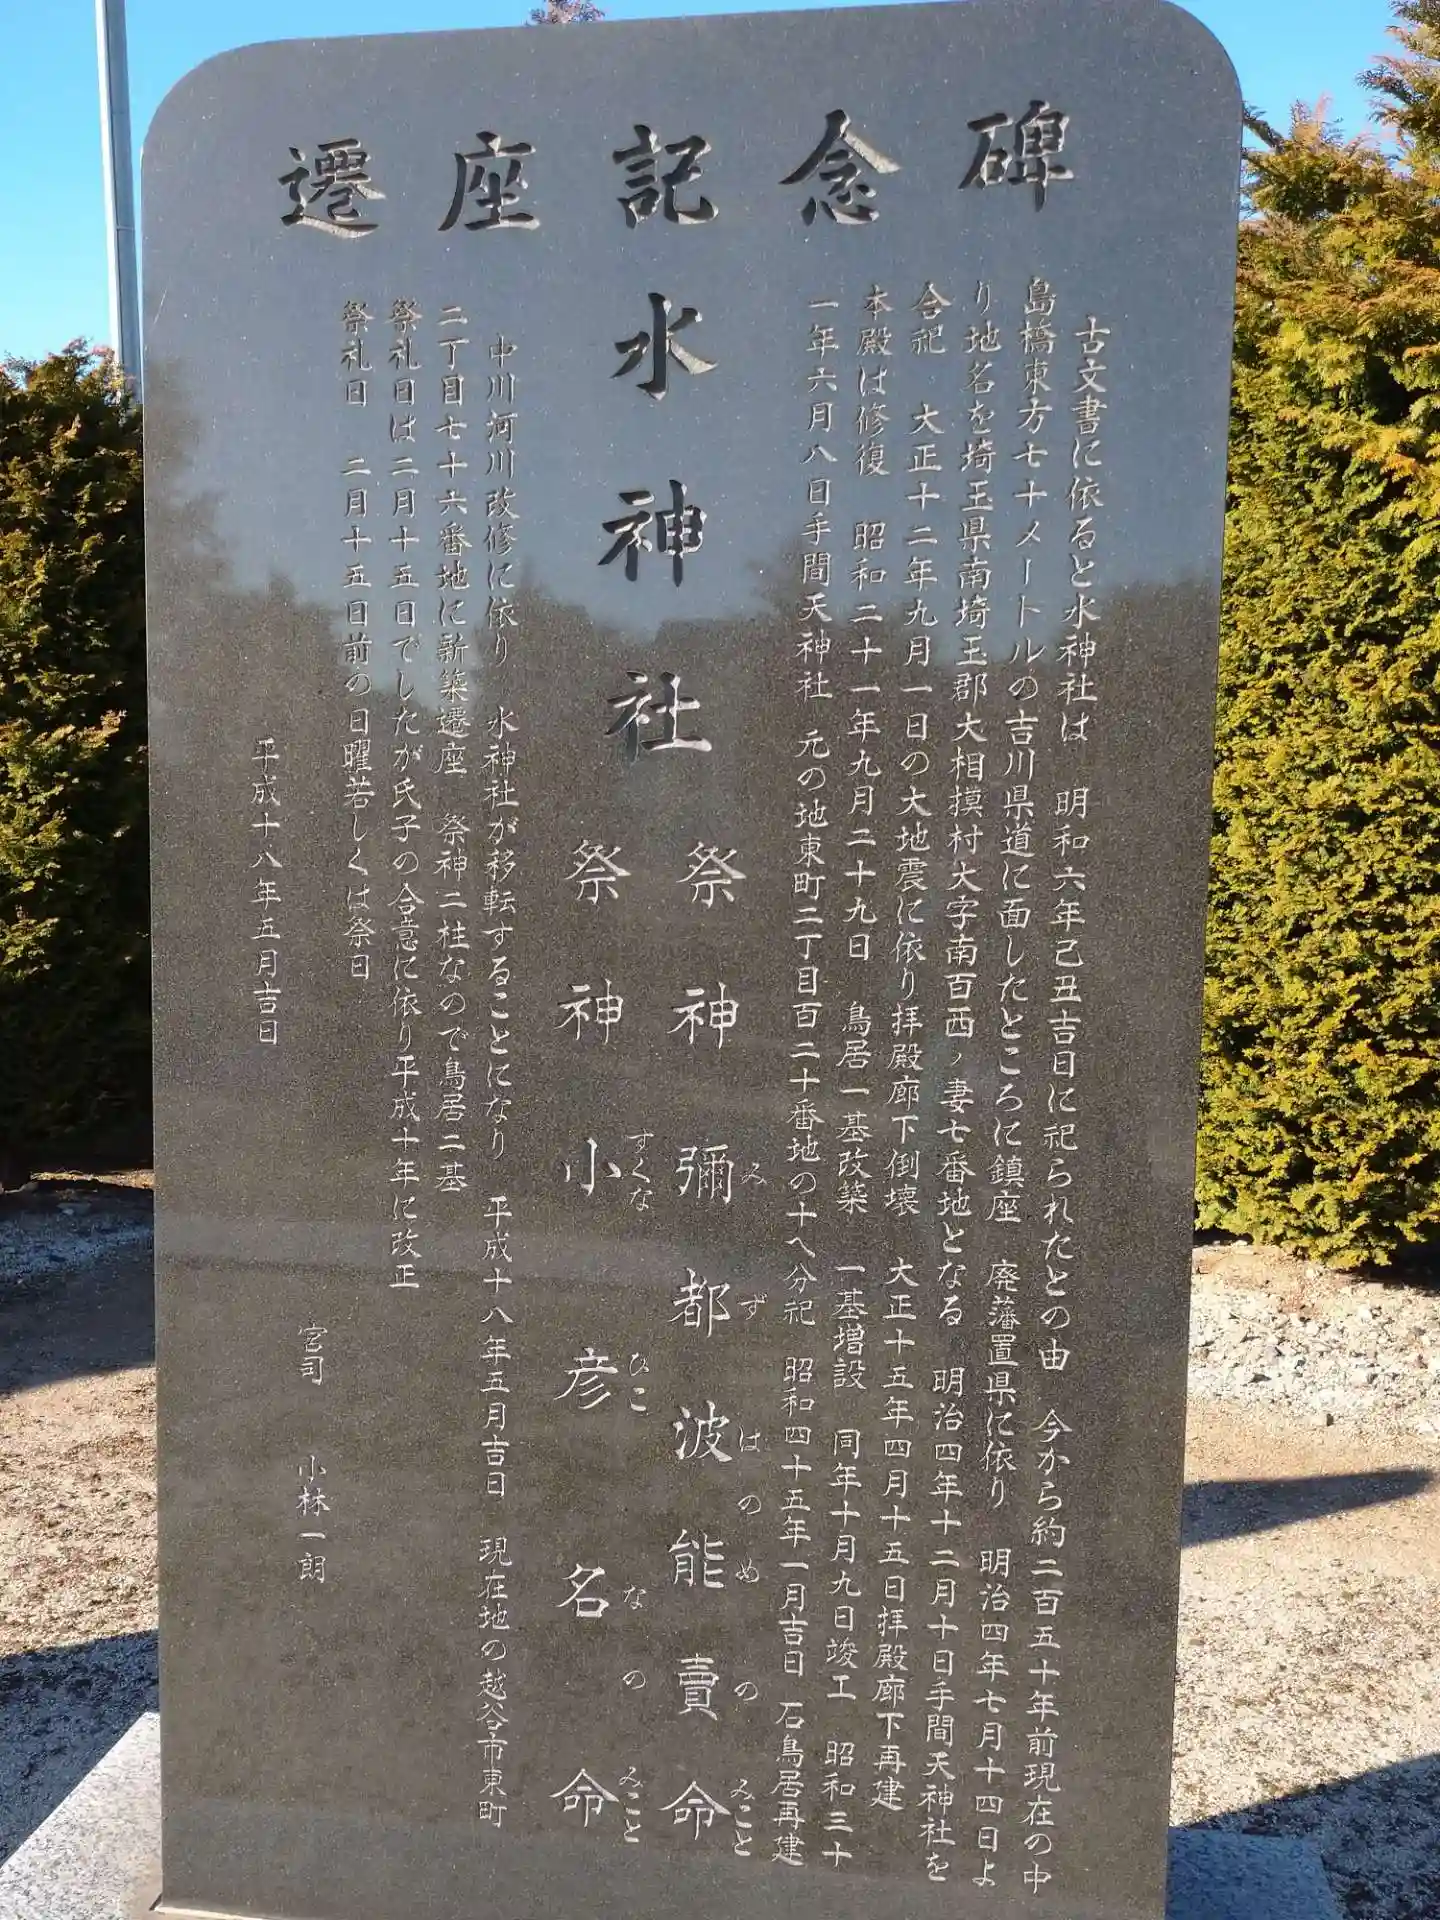 遷座記念碑
古文書に依ると水神社は 明和六年己丑吉日に祀られたとの由 今から約二百五十年前現在の中
島橋東方七十メートルの吉川県道に面したところに鎮座 廃藩置県に依り 明治四年七月十四日よ
り地名を埼玉県南埼玉郡大相摸村大字南百西ノ妻七番地となる 明治四年十二月十日手間天神社を
合祀 大正十二年九月一日の大地震に依り拝殿廊下倒壊 大正十五年四月十五日拝殿廊下再建
本殿は修復 昭和二十一年九月二十九日 鳥居一基改築 一基増設 同年十月九日竣工 昭和三十
一年六月八日手間天神社 元の地東町二丁目百二十番地の十へ分祀 昭和四十五年一月吉日 石鳥居再建
水神社
祭神 彌都波能賣命
み ず はのめ の みこと
祭神 小彦名命
すくな ひこ な の みこと
中川河川改修に依り 水神社が移転することになり 平成十八年五月吉日 現在地の越谷市東町
二丁目七十六番地に新築遷座 祭神二柱なので鳥居二基
祭礼日は二月十五日でしたが氏子の合意に依り平成十年に改正
祭礼日 二月十五日前の日曜若しくは祭日
宮司 小林一朗
平成十八年五月吉日